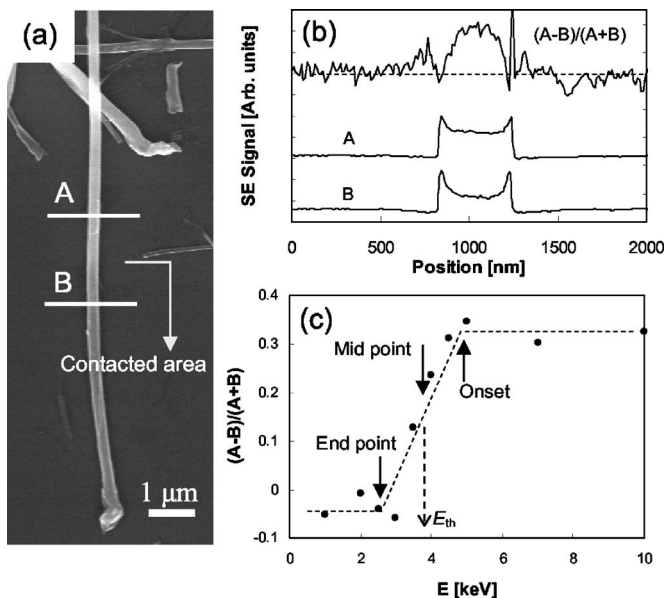 (a)
A
B
Contacted area
1 μm
(b)
(A-B)/(A+B)
A
B
SE Signal [Arb. units]
0 500 1000 1500 2000
Position [nm]
(c)
0.4
0.3
0.2
0.1
0
-0.1
(A-B)/(A+B)
Mid point
Onset
End point
Eth
0 2 4 6 8 10
E [keV]